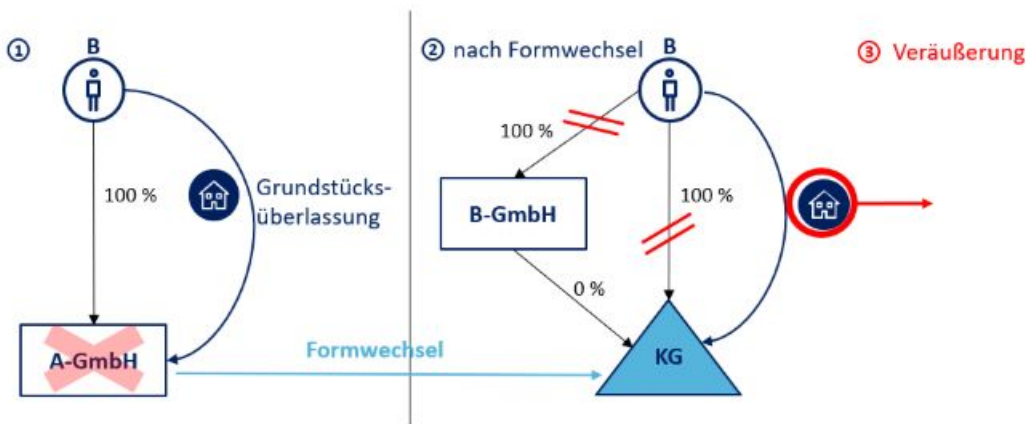 ①
B
100 %
Grundstücks-
überlassung
A-GmbH
Formwechsel
② nach Formwechsel
B
③ Veräußerung
100 %
100 %
B-GmbH
0 %
KG